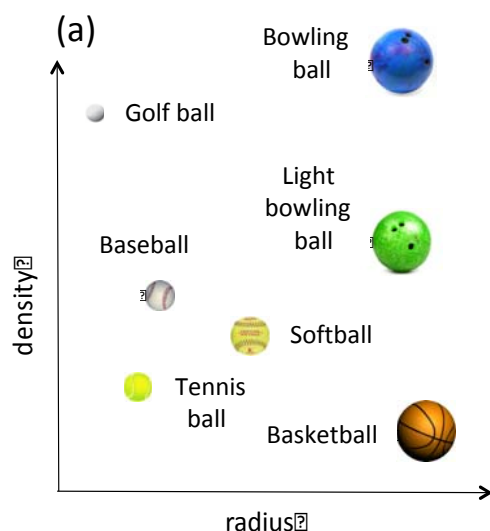 (a)
Bowling
ball
Golf ball
Light
bowling
ball
Baseball
Softball
Tennis
ball
Basketball
density
radius